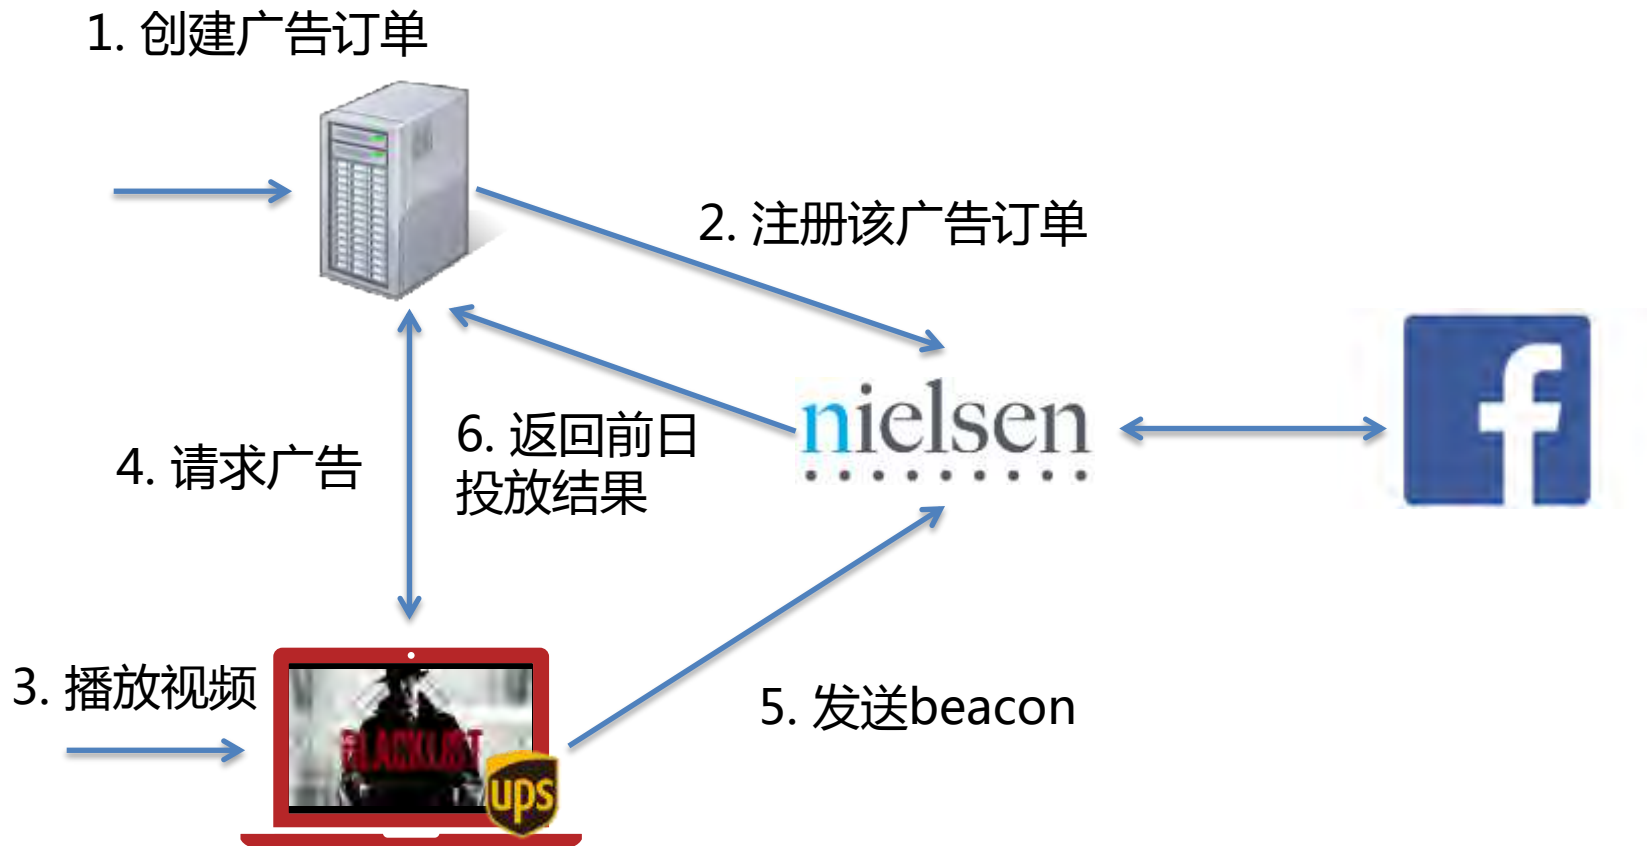 1. 创建广告订单
2. 注册该广告订单
nielsen
f
4. 请求广告
6. 返回前日
投放结果
3. 播放视频
BLACKLIST
ups
5. 发送beacon